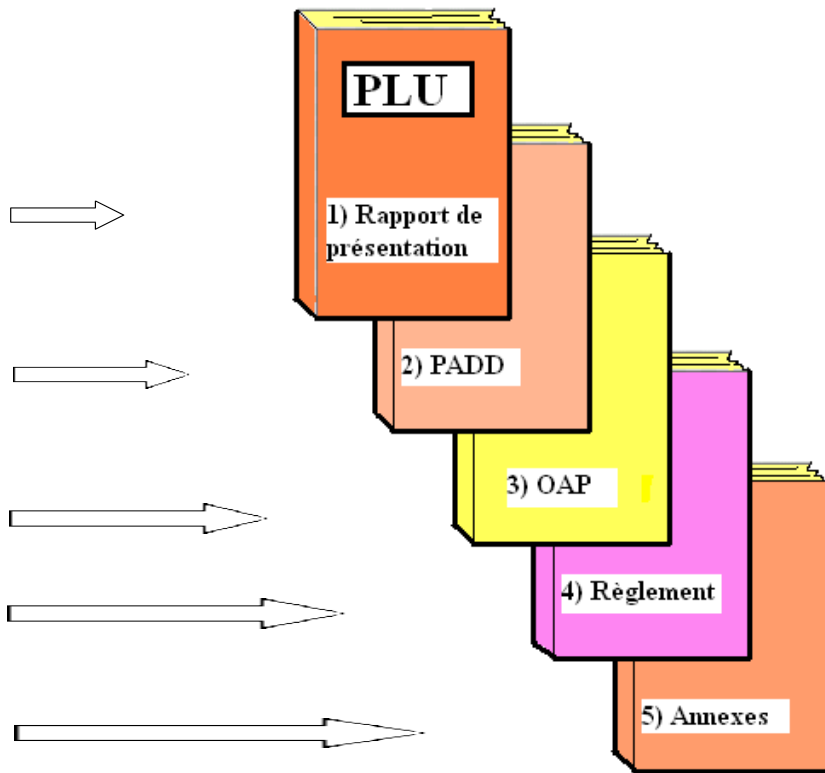 PLU
1) Rapport de
présentation
2) PADD
3) OAP
4) Règlement
5) Annexes